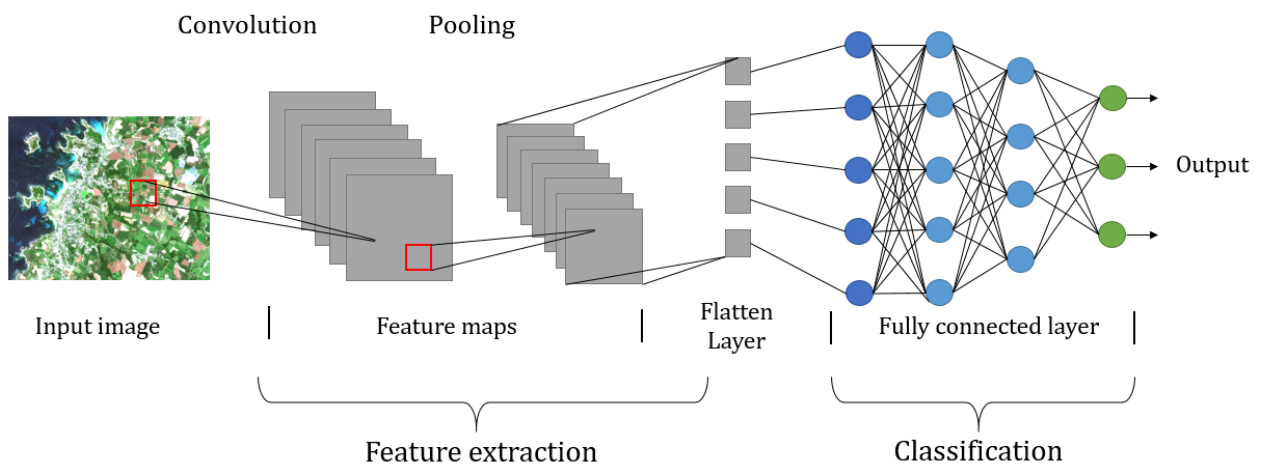 Convolution
Pooling
Output
Input image
Feature maps
Flatten
Layer
Fully connected layer
Feature extraction
Classification